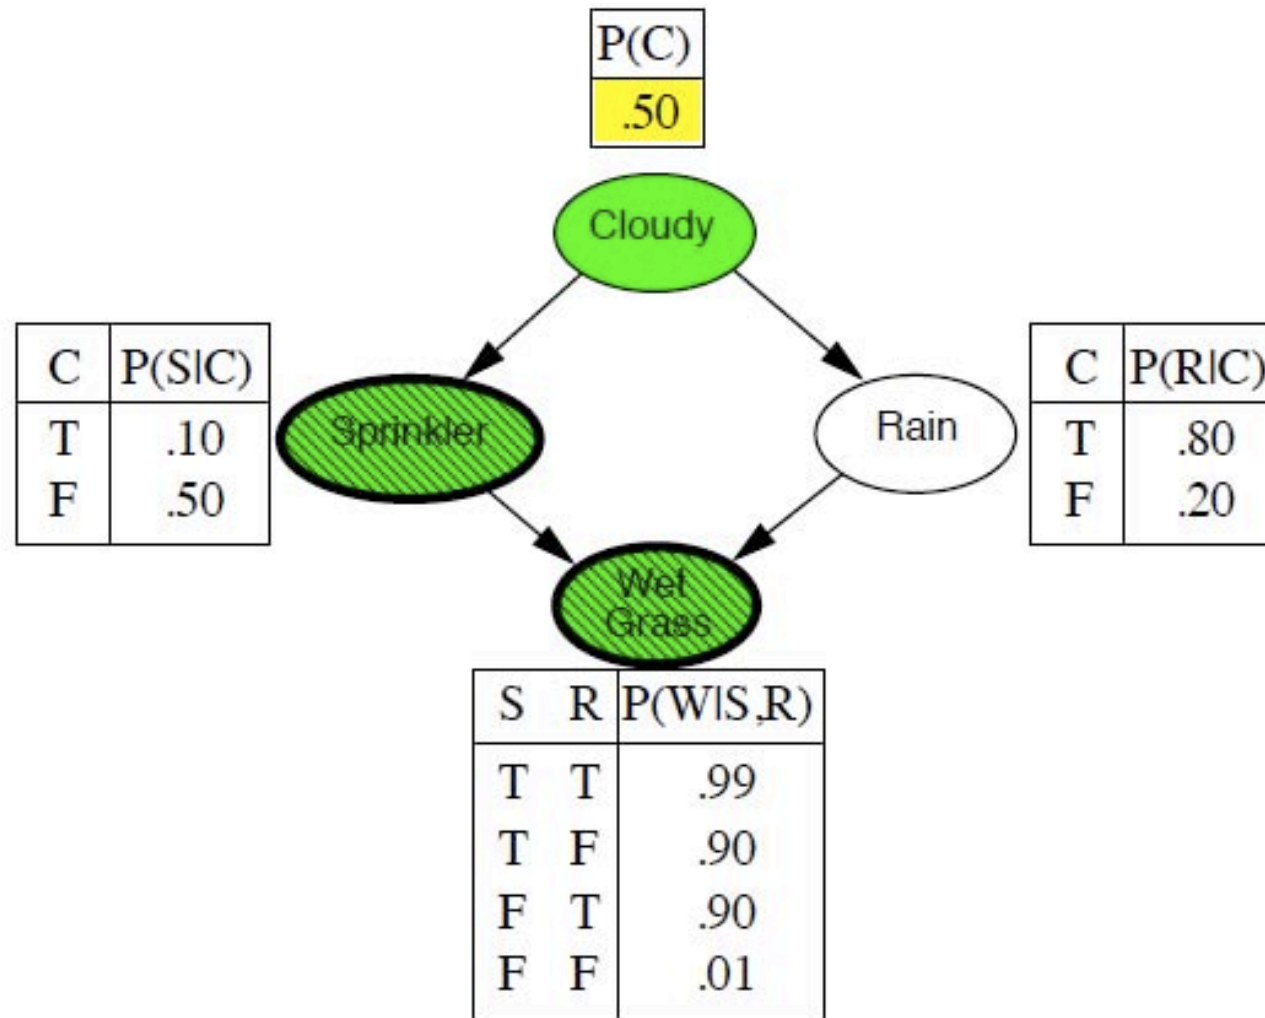 P(C)
.50
Cloudy
C P(S|C)
T .10
F .50
Sprinkler
Rain
C P(R|C)
T .80
F .20
Wet
Grass
S R P(W|S,R)
T T .99
T F .90
F T .90
F F .01